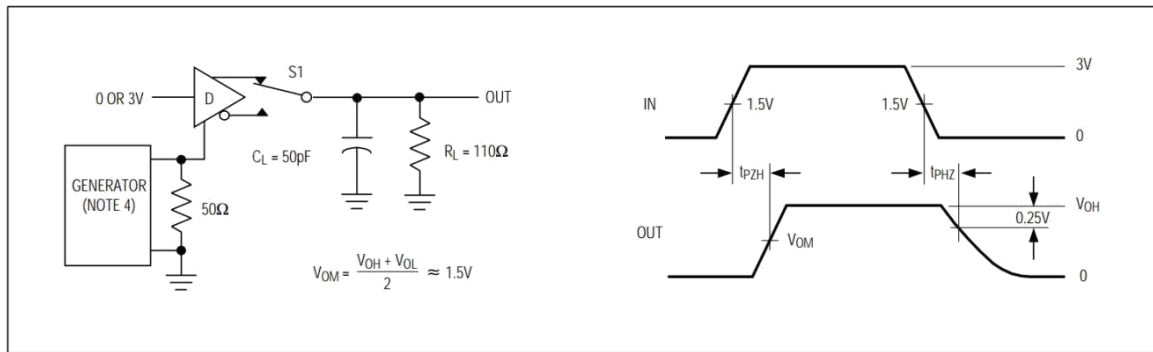 S1
0 OR 3V
D
OUT
C_L = 50pF
R_L = 110Ω
GENERATOR
(NOTE 4)
50Ω
V_OM = (V_OH + V_OL) / 2 ≈ 1.5V
3V
IN
1.5V
1.5V
0
t_PZH
t_PHZ
V_OH
0.25V
OUT
V_OM
0